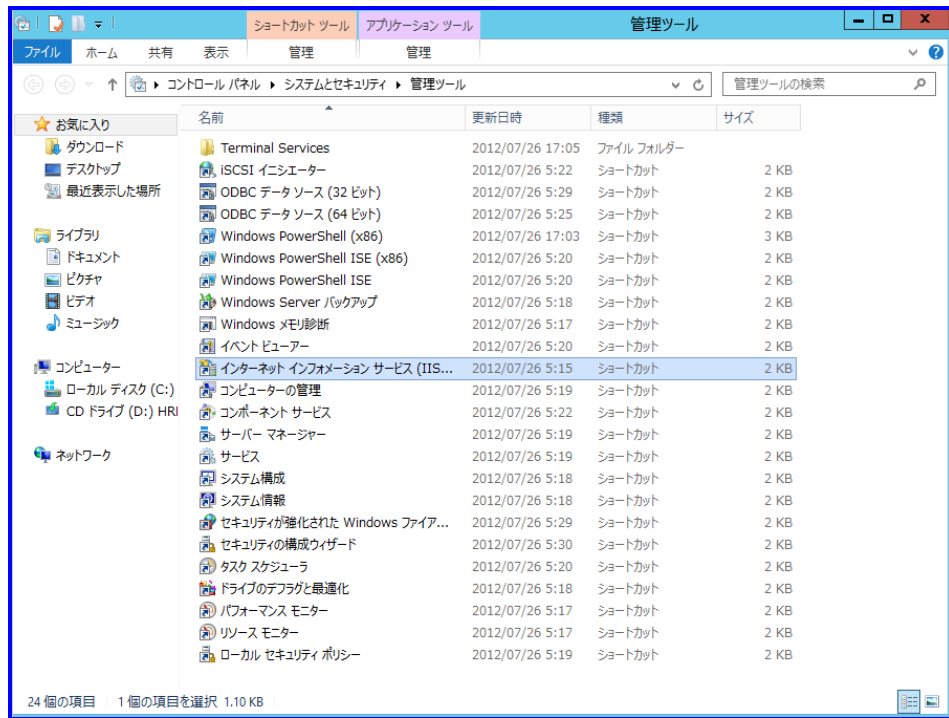 ショートカット ツール アプリケーション ツール 管理ツール
ファイル ホーム 共有 表示 管理 管理
コントロール パネル システムとセキュリティ 管理ツール 管理ツールの検索
名前 更新日時 種類 サイズ
お気に入り
ダウンロード
デスクトップ
最近表示した場所
ライブラリ
ドキュメント
ピクチャ
ビデオ
ミュージック
コンピューター
ローカル ディスク (C:)
CD ドライブ (D:) HRI
ネットワーク
Terminal Services 2012/07/26 17:05 ファイル フォルダー
iSCSI イニシエーター 2012/07/26 5:22 ショートカット 2 KB
ODBC データ ソース (32 ビット) 2012/07/26 5:29 ショートカット 2 KB
ODBC データ ソース (64 ビット) 2012/07/26 5:25 ショートカット 2 KB
Windows PowerShell (x86) 2012/07/26 17:03 ショートカット 3 KB
Windows PowerShell ISE (x86) 2012/07/26 5:20 ショートカット 2 KB
Windows PowerShell ISE 2012/07/26 5:20 ショートカット 2 KB
Windows Server バックアップ 2012/07/26 5:18 ショートカット 2 KB
Windows メモリ診断 2012/07/26 5:17 ショートカット 2 KB
イベント ビューアー 2012/07/26 5:20 ショートカット 2 KB
インターネット インフォメーション サービス (IIS... 2012/07/26 5:15 ショートカット 2 KB
コンピューターの管理 2012/07/26 5:19 ショートカット 2 KB
コンポーネント サービス 2012/07/26 5:22 ショートカット 2 KB
サーバー マネージャー 2012/07/26 5:19 ショートカット 2 KB
サービス 2012/07/26 5:19 ショートカット 2 KB
システム構成 2012/07/26 5:18 ショートカット 2 KB
システム情報 2012/07/26 5:18 ショートカット 2 KB
セキュリティが強化された Windows ファイア... 2012/07/26 5:29 ショートカット 2 KB
セキュリティの構成ウィザード 2012/07/26 5:30 ショートカット 2 KB
タスク スケジューラ 2012/07/26 5:20 ショートカット 2 KB
ドライブのデフラグと最適化 2012/07/26 5:18 ショートカット 2 KB
パフォーマンス モニター 2012/07/26 5:17 ショートカット 2 KB
リソース モニター 2012/07/26 5:17 ショートカット 2 KB
ローカル セキュリティ ポリシー 2012/07/26 5:19 ショートカット 2 KB
24 個の項目 1 個の項目を選択 1.10 KB